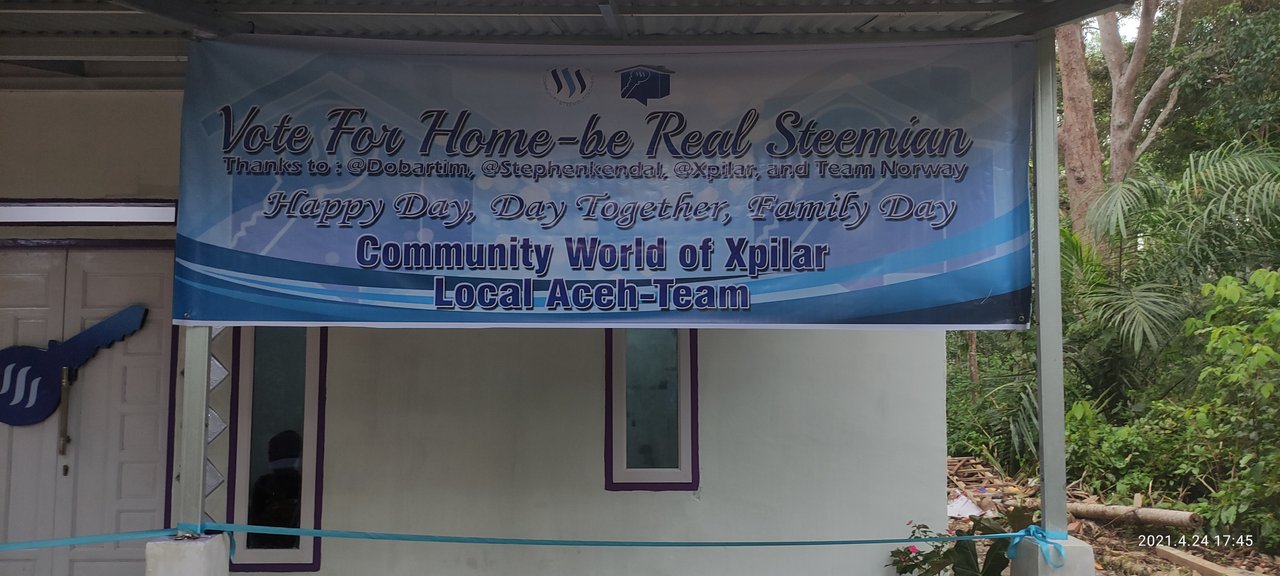 Vote For Home-be Real Steemian
Thanks to : @Dobartim, @Stephenkendal, @Xpilar, and Team Norway
Happy Day, Day Together, Family Day
Community World of Xpilar
Local Aceh-Team
2021.4.24 17:45